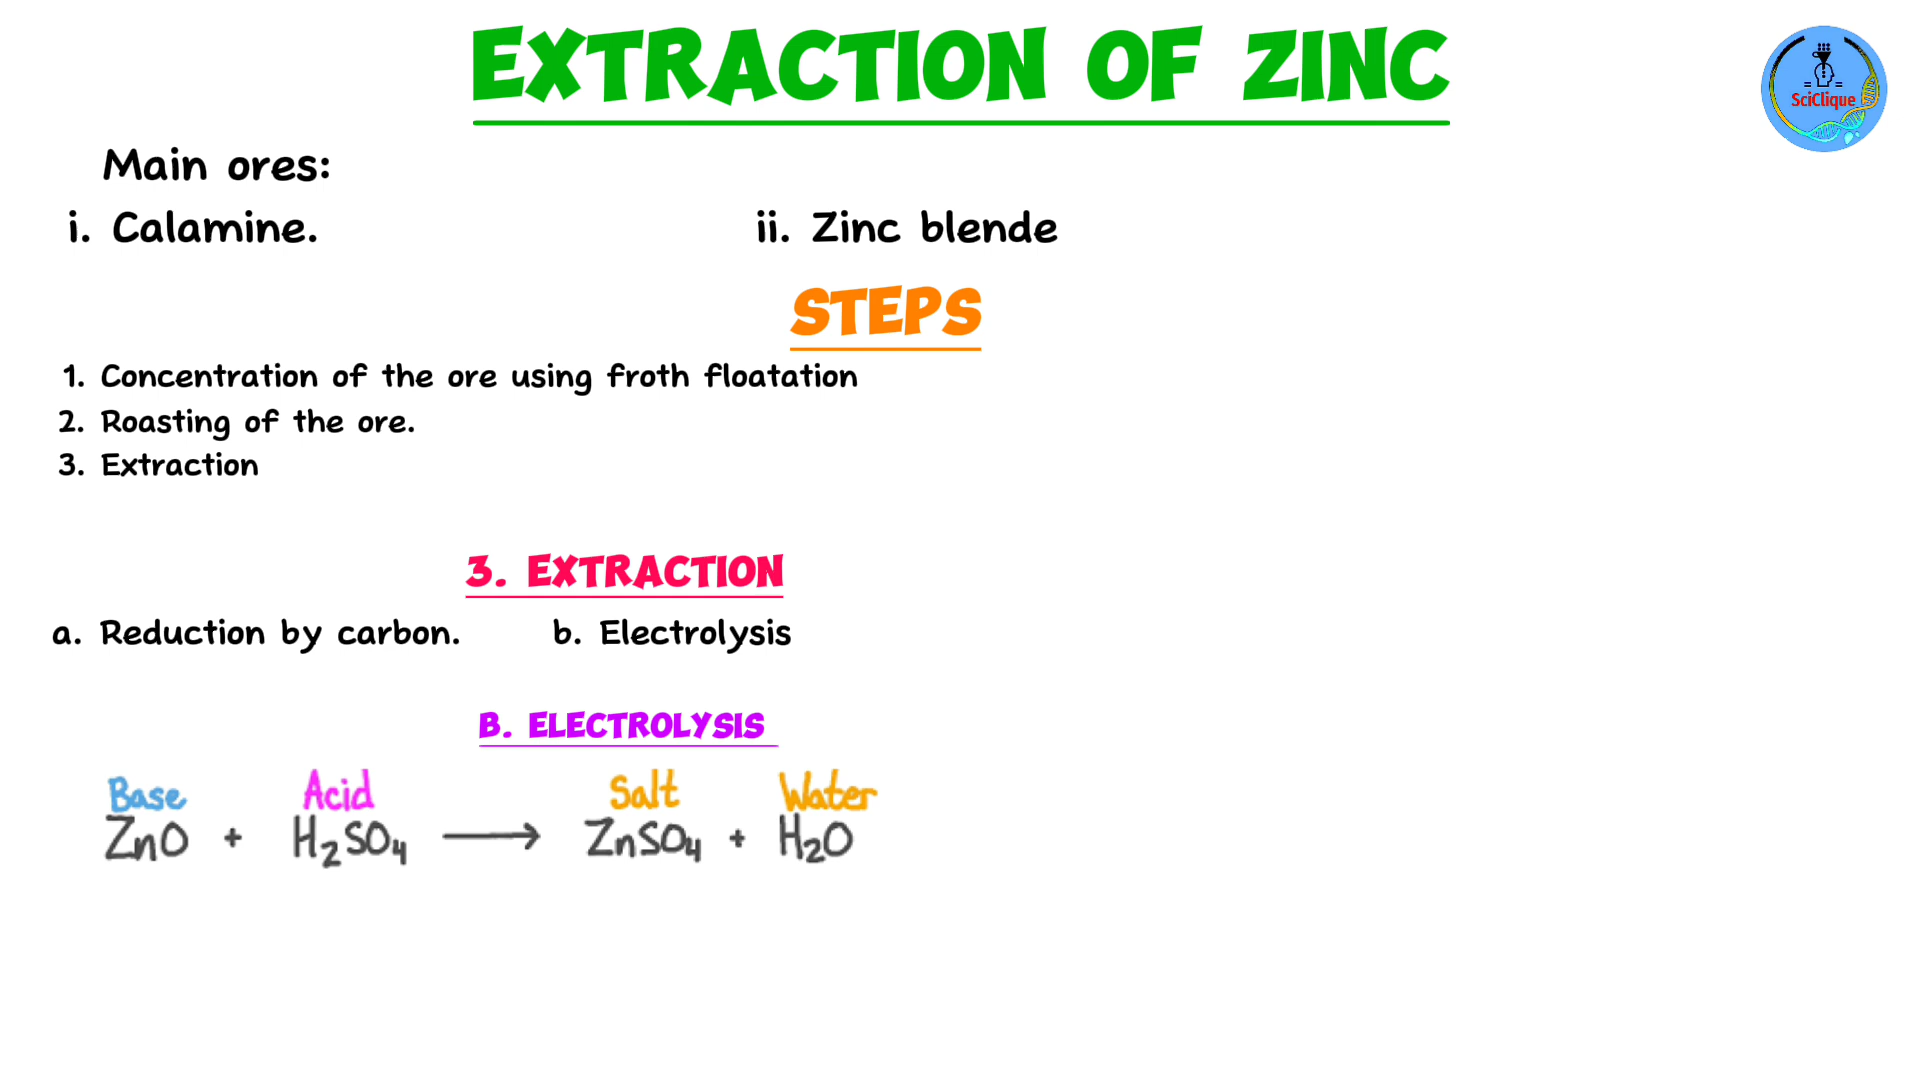 EXTRACTION OF ZINC
SciClique
Main ores:
i. Calamine. ii. Zinc blende
STEPS
1. Concentration of the ore using froth floatation
2. Roasting of the ore.
3. Extraction
3. EXTRACTION
a. Reduction by carbon. b. Electrolysis
B. ELECTROLYSIS
Base Acid Salt Water
ZnO + H₂SO₄ ⟶ ZnSO₄ + H₂O